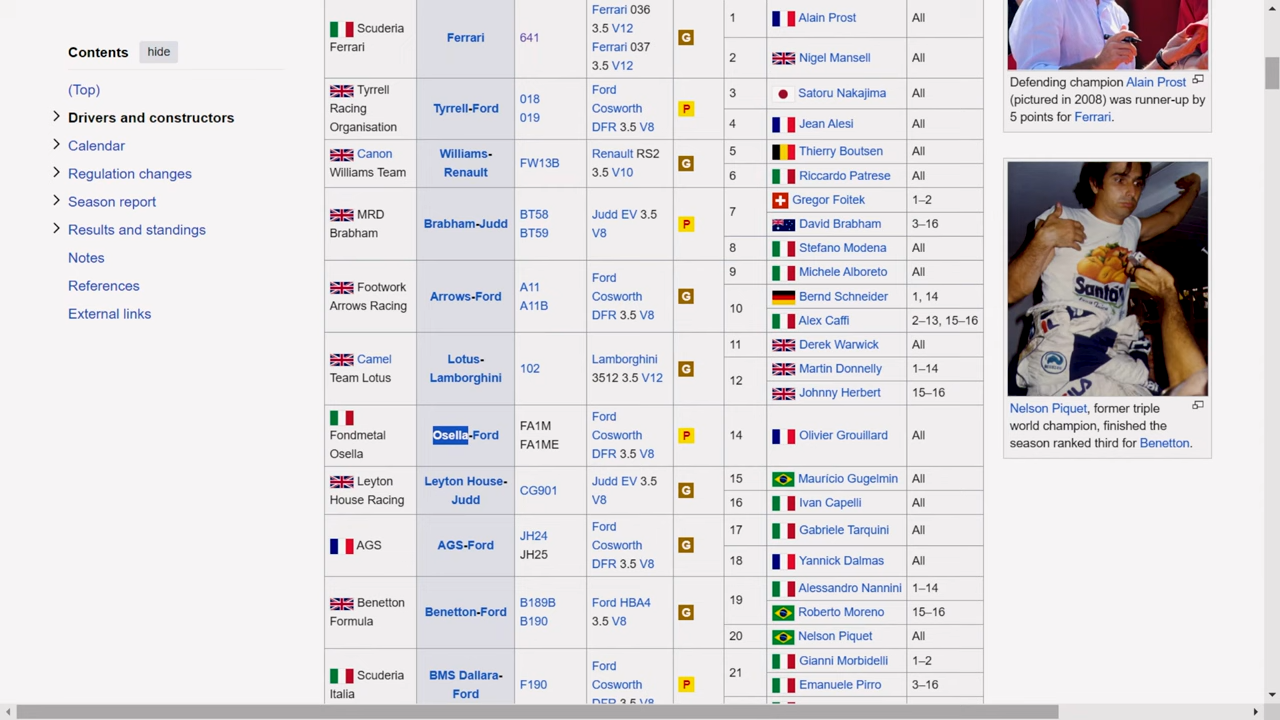 Contents hide
(Top)
Drivers and constructors
Calendar
Regulation changes
Season report
Results and standings
Notes
References
External links
Scuderia
Ferrari
Ferrari
641
Ferrari 036
3.5 V12
Ferrari 037
3.5 V12
G
1 Alain Prost All
2 Nigel Mansell All
Tyrrell
Racing
Organisation
Tyrrell-Ford
018
019
Ford
Cosworth
DFR 3.5 V8
P
3 Satoru Nakajima All
4 Jean Alesi All
Canon
Williams Team
Williams-
Renault
FW13B
Renault RS2
3.5 V10
G
5 Thierry Boutsen All
6 Riccardo Patrese All
MRD
Brabham
Brabham-Judd
BT58
BT59
Judd EV 3.5
V8
P
7 Gregor Foitek 1–2
David Brabham 3–16
8 Stefano Modena All
Footwork
Arrows Racing
Arrows-Ford
A11
A11B
Ford
Cosworth
DFR 3.5 V8
G
9 Michele Alboreto All
10 Bernd Schneider 1, 14
Alex Caffi 2–13, 15–16
Camel
Team Lotus
Lotus-
Lamborghini
102
Lamborghini
3512 3.5 V12
G
11 Derek Warwick All
12 Martin Donnelly 1–14
Johnny Herbert 15–16
Fondmetal
Osella
Osella-Ford
FA1M
FA1ME
Ford
Cosworth
DFR 3.5 V8
P
14 Olivier Grouillard All
Leyton
House Racing
Leyton House-
Judd
CG901
Judd EV 3.5
V8
G
15 Maurício Gugelmin All
16 Ivan Capelli All
AGS
AGS-Ford
JH24
JH25
Ford
Cosworth
DFR 3.5 V8
G
17 Gabriele Tarquini All
18 Yannick Dalmas All
Benetton
Formula
Benetton-Ford
B189B
B190
Ford HBA4
3.5 V8
G
19 Alessandro Nannini 1–14
Roberto Moreno 15–16
20 Nelson Piquet All
Scuderia
Italia
BMS Dallara-
Ford
F190
Ford
Cosworth
DFR 3.5 V8
P
21 Gianni Morbidelli 1–2
Emanuele Pirro 3–16
Defending champion Alain Prost
(pictured in 2008) was runner-up by
5 points for Ferrari.
Santá
FILA
Nelson Piquet, former triple
world champion, finished the
season ranked third for Benetton.